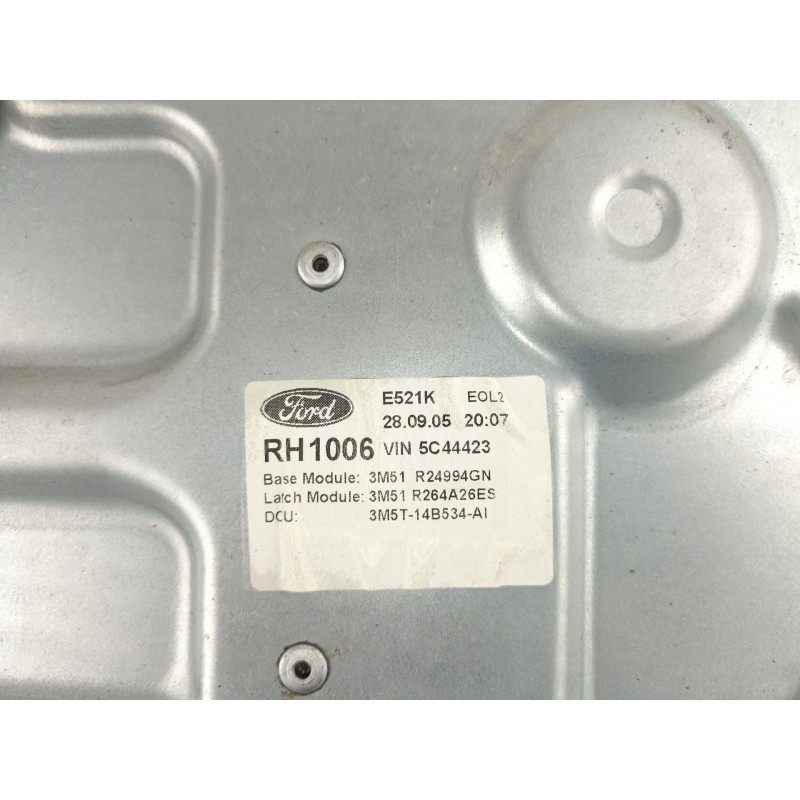 Ford E521K EOL2
28.09.05 20:07
RH1006 VIN 5C44423
Base Module: 3M51 R24994GN
Latch Module: 3M51 R264A26ES
DCU: 3M5T-14B534-AI